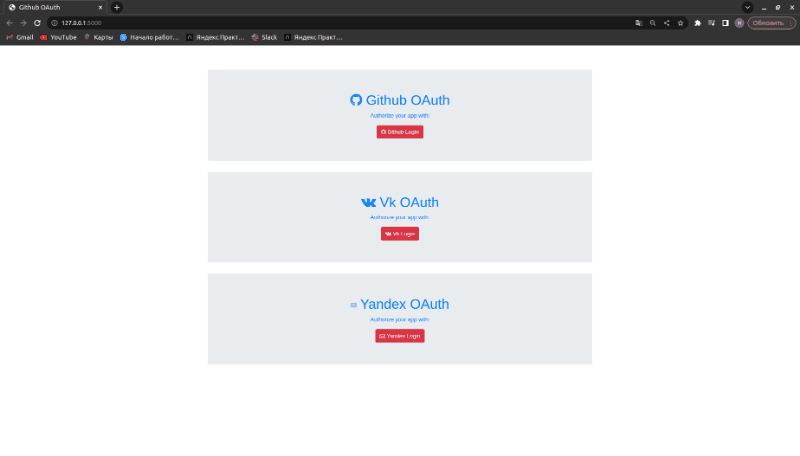 Github OAuth
127.0.0.1:5000
Обновить
Gmail
YouTube
Карты
Начало работ...
Яндекс Практ...
Slack
Яндекс Практ...
Github OAuth
Authorize your app with:
Github Login
Vk OAuth
Authorize your app with:
Vk Login
Yandex OAuth
Authorize your app with:
Yandex Login